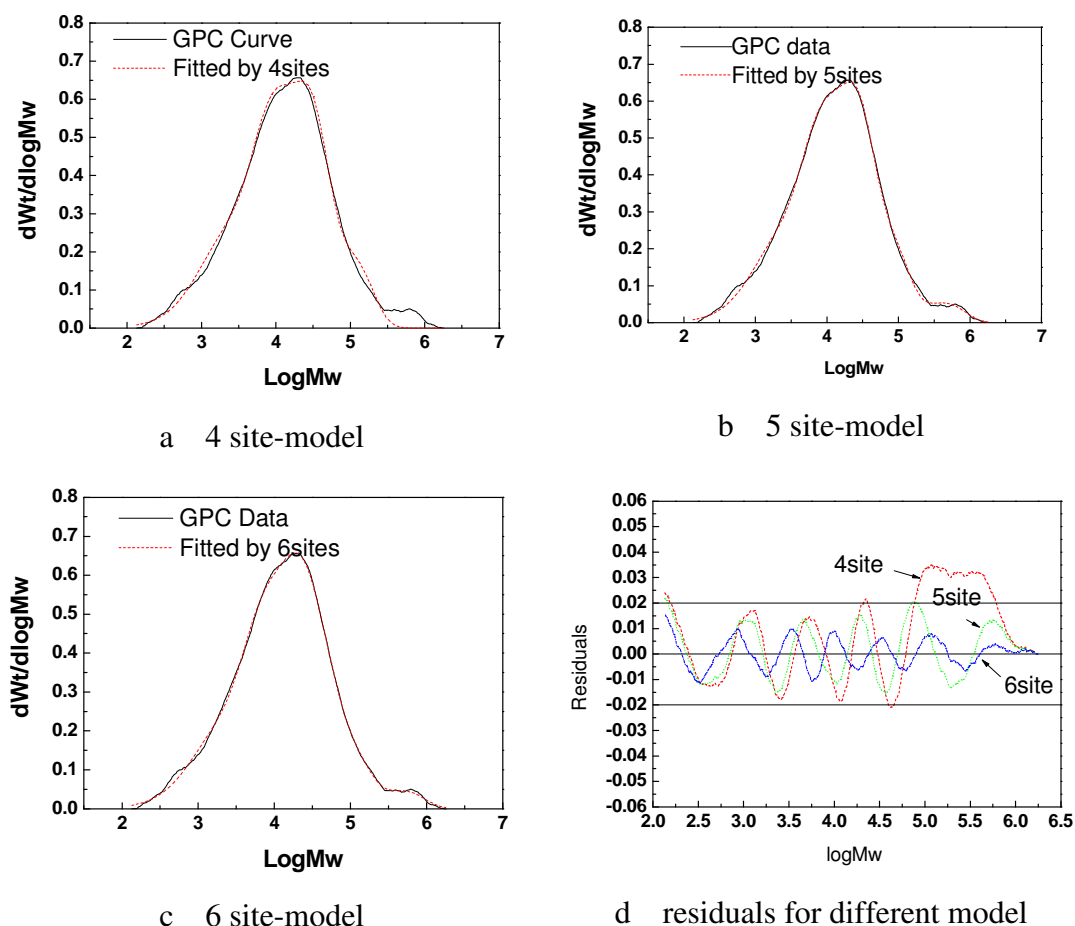 GPC Curve
Fitted by 4sites
dWt/dlogMw
0.8
0.7
0.6
0.5
0.4
0.3
0.2
0.1
0.0
2 3 4 5 6 7
LogMw
a 4 site-model
GPC data
Fitted by 5sites
dWt/dlogMw
0.8
0.7
0.6
0.5
0.4
0.3
0.2
0.1
0.0
2 3 4 5 6 7
LogMw
b 5 site-model
GPC Data
Fitted by 6sites
dWt/dlogMw
0.8
0.7
0.6
0.5
0.4
0.3
0.2
0.1
0.0
2 3 4 5 6 7
LogMw
c 6 site-model
Residuals
0.06
0.05
0.04
0.03
0.02
0.01
0.00
-0.01
-0.02
-0.03
-0.04
-0.05
-0.06
4site
5site
6site
2.0 2.5 3.0 3.5 4.0 4.5 5.0 5.5 6.0 6.5
logMw
d residuals for different model